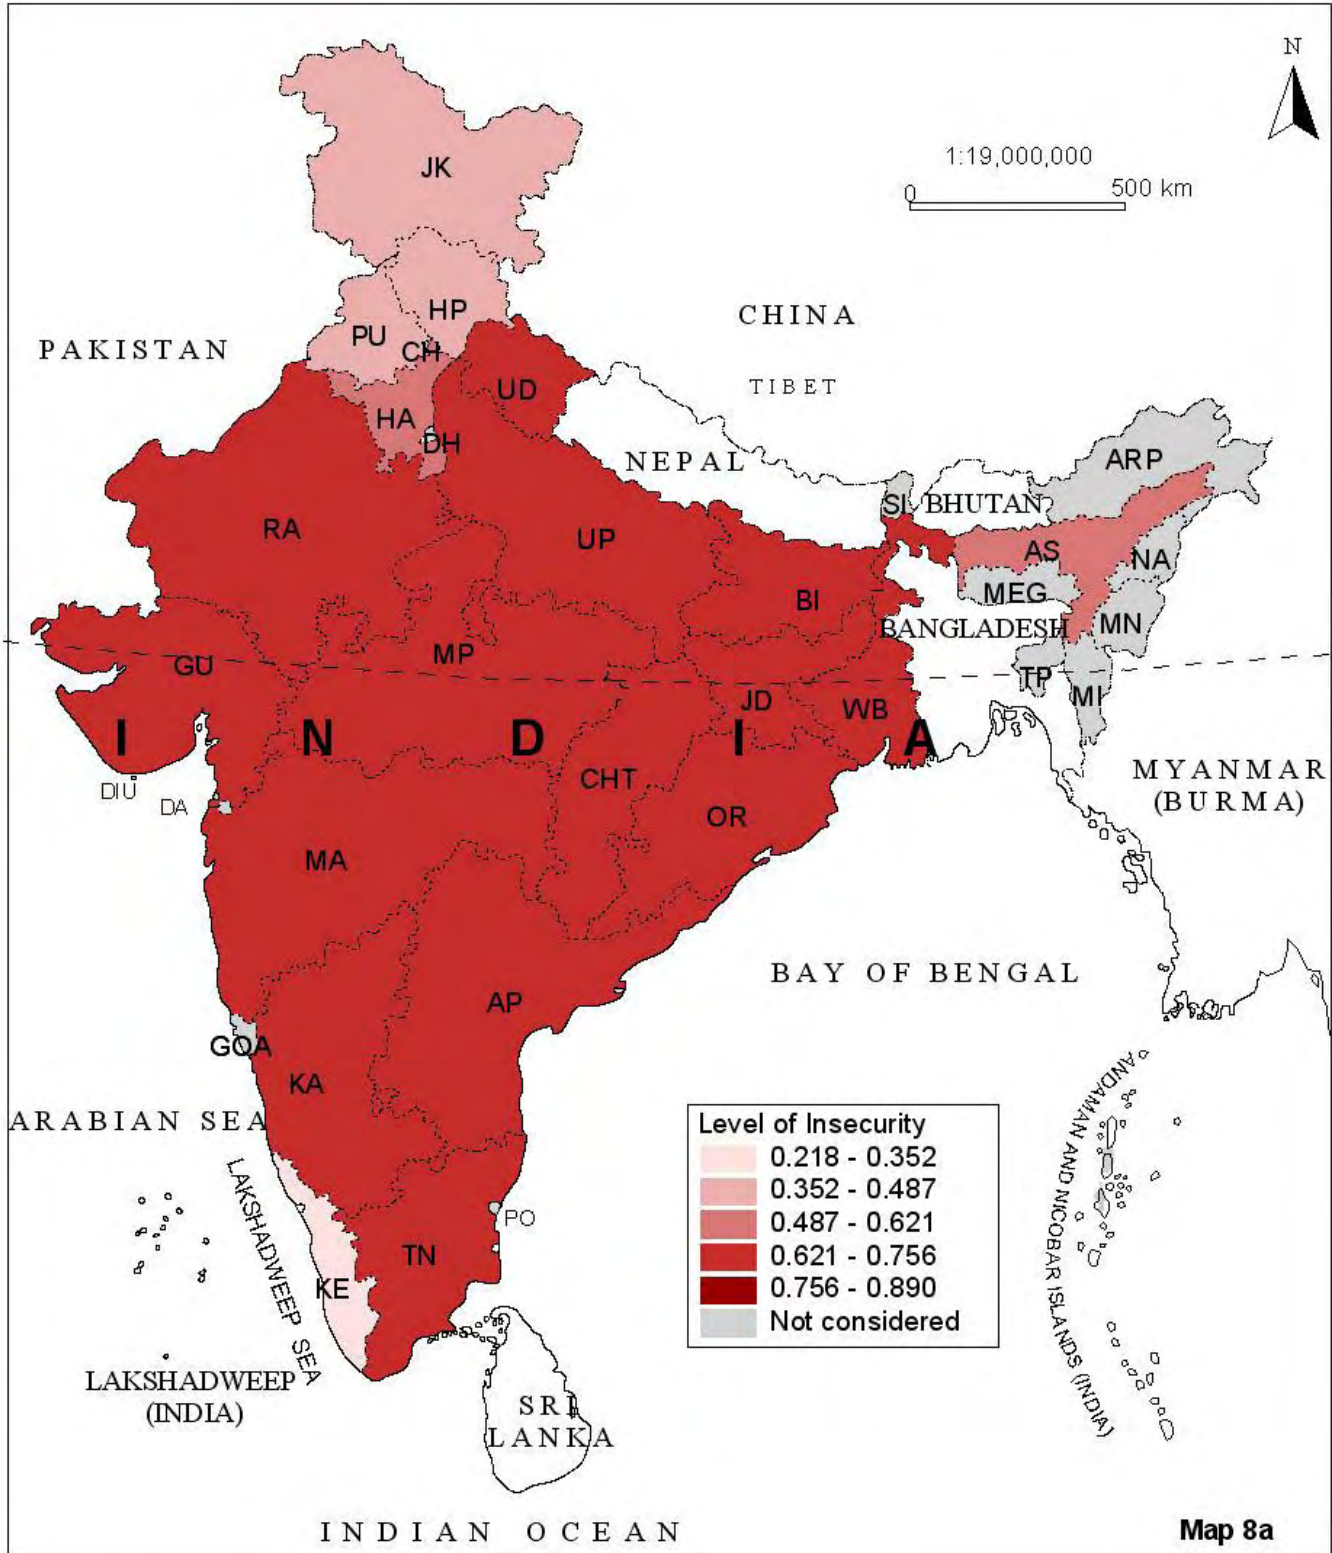 N
1:19,000,000
0 500 km
JK
HP
PU
CH
CHINA
PAKISTAN
TIBET
UD
HA
DH
NEPAL
ARP
SI BHUTAN
RA
UP
AS
NA
MEG
BI
BANGLADESH
MN
MP
GU
TP
MI
JD
WB
I N D I A
MYANMAR
(BURMA)
CHT
DIU
DA
OR
MA
BAY OF BENGAL
AP
GOA
KA
ARABIAN SEA
ANDAMAN AND NICOBAR ISLANDS (INDIA)
Level of Insecurity
0.218 - 0.352
0.352 - 0.487
0.487 - 0.621
0.621 - 0.756
0.756 - 0.890
Not considered
LAKSHADWEEP SEA
PO
TN
KE
LAKSHADWEEP
(INDIA)
SRI
LANKA
INDIAN OCEAN
Map 8a